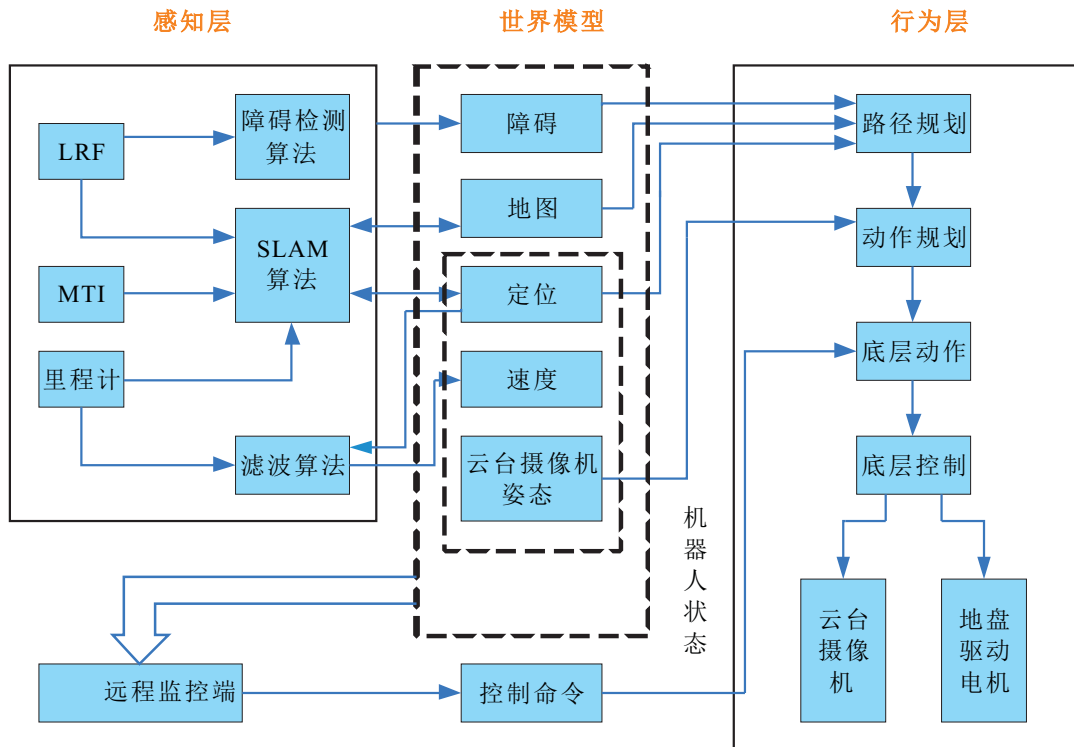 感知层
世界模型
行为层
LRF
障碍检测
算法
SLAM
算法
MTI
里程计
滤波算法
障碍
地图
定位
速度
云台摄像机
姿态
机
器
人
状
态
路径规划
动作规划
底层动作
底层控制
云台
摄像
机
地盘
驱动
电机
远程监控端
控制命令